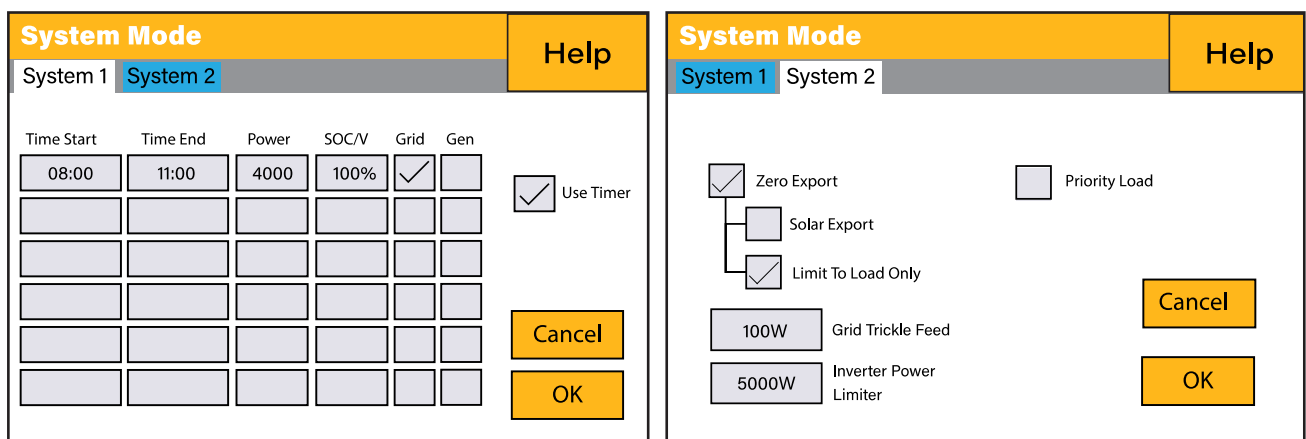 System Mode
Help
System 1 System 2
Time Start Time End Power SOC/V Grid Gen
08:00 11:00 4000 100%
Use Timer
Cancel
OK
System Mode
Help
System 1 System 2
Zero Export
Priority Load
Solar Export
Limit To Load Only
Cancel
100W Grid Trickle Feed
5000W Inverter Power
Limiter
OK